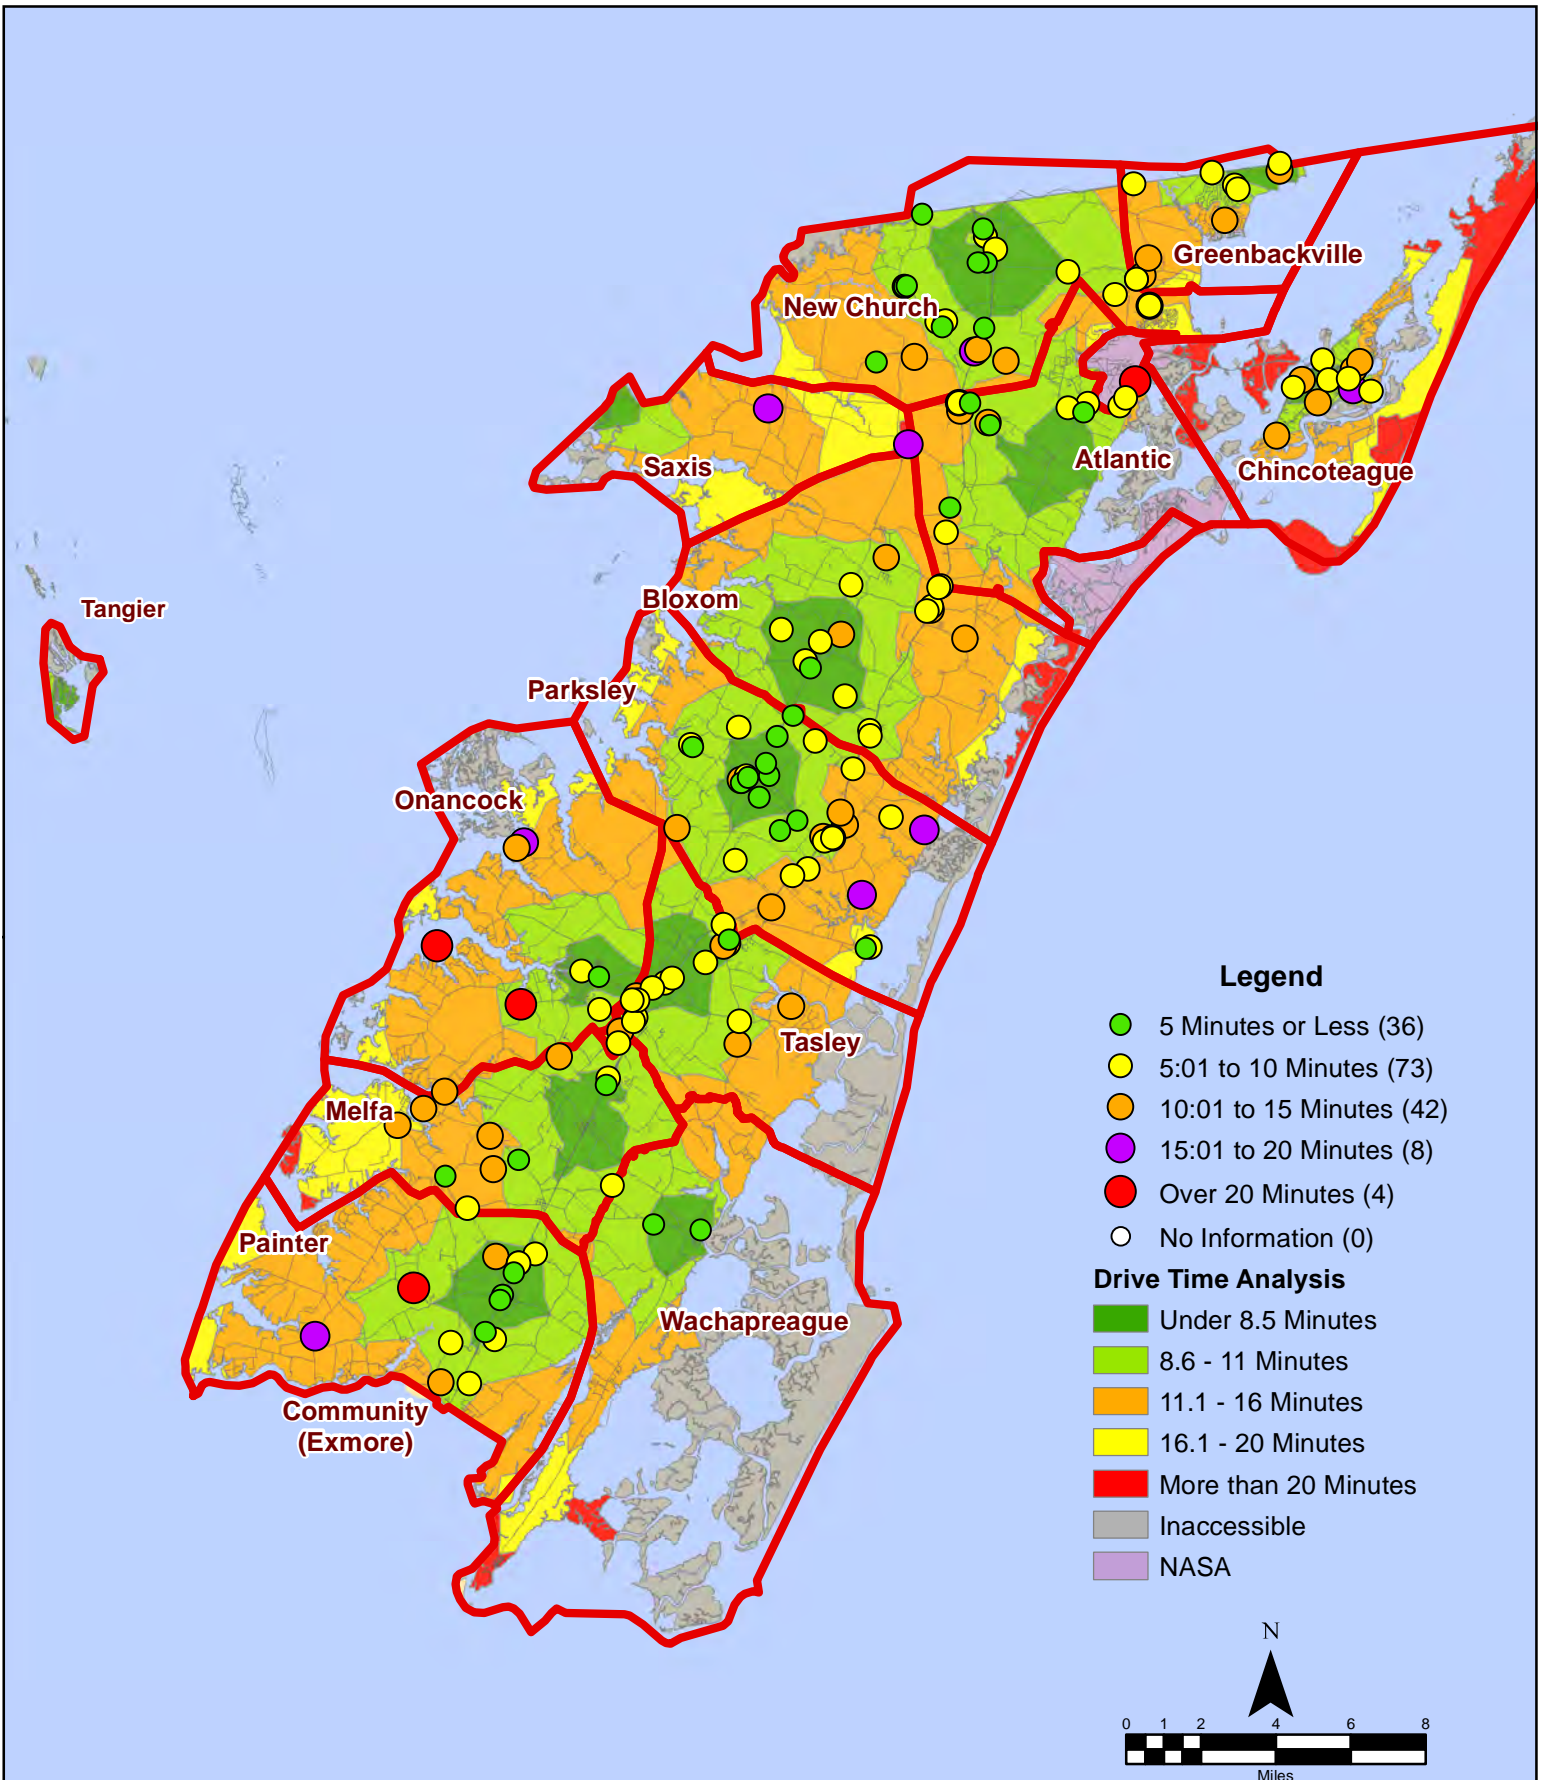 Greenbackville
New Church
Atlantic
Saxis
Chincoteague
Bloxom
Tangier
Parksley
Onancock
Tasley
Melfa
Painter
Wachapreague
Community
(Exmore)
Legend
5 Minutes or Less (36)
5:01 to 10 Minutes (73)
10:01 to 15 Minutes (42)
15:01 to 20 Minutes (8)
Over 20 Minutes (4)
No Information (0)
Drive Time Analysis
Under 8.5 Minutes
8.6 - 11 Minutes
11.1 - 16 Minutes
16.1 - 20 Minutes
More than 20 Minutes
Inaccessible
NASA
N
0 1 2 4 6 8
Miles